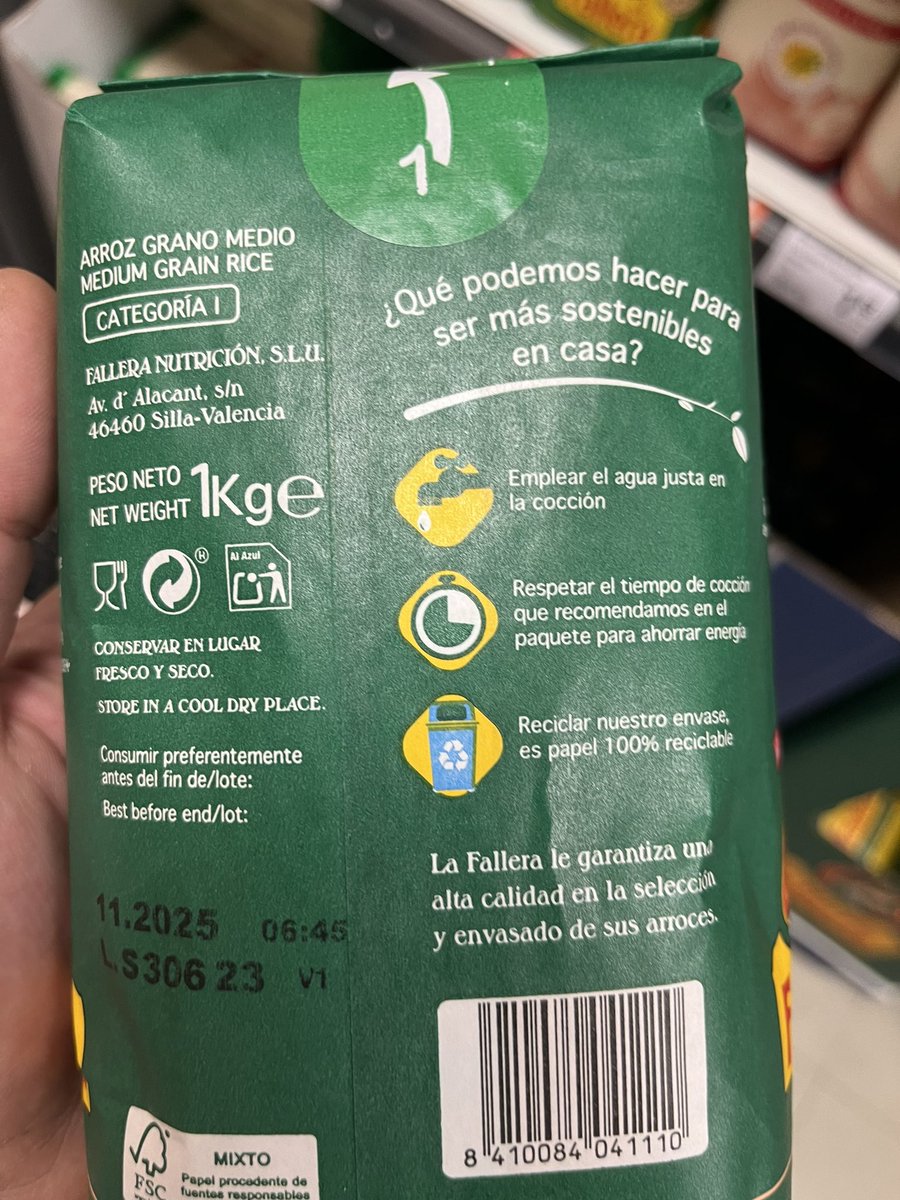 1
ARROZ GRANO MEDIO
MEDIUM GRAIN RICE
CATEGORÍA I
FALLERA NUTRICIÓN, S.L.U.
Av. d´ Alacant, s/n
46460 Silla-Valencia
PESO NETO
NET WEIGHT
1Kg e
Al Azul
CONSERVAR EN LUGAR
FRESCO Y SECO.
STORE IN A COOL DRY PLACE.
Consumir preferentemente
antes del fin de/lote:
Best before end/lot:
11.2025 06:45
L.S306 23 V1
MIXTO
Papel procedente de
fuentes responsables
FSC
¿Qué podemos hacer para
ser más sostenibles
en casa?
Emplear el agua justa en
la cocción
Respetar el tiempo de cocción
que recomendamos en el
paquete para ahorrar energía
Reciclar nuestro envase,
es papel 100% reciclable
La Fallera le garantiza una
alta calidad en la selección
y envasado de sus arroces.
8 410084 041110